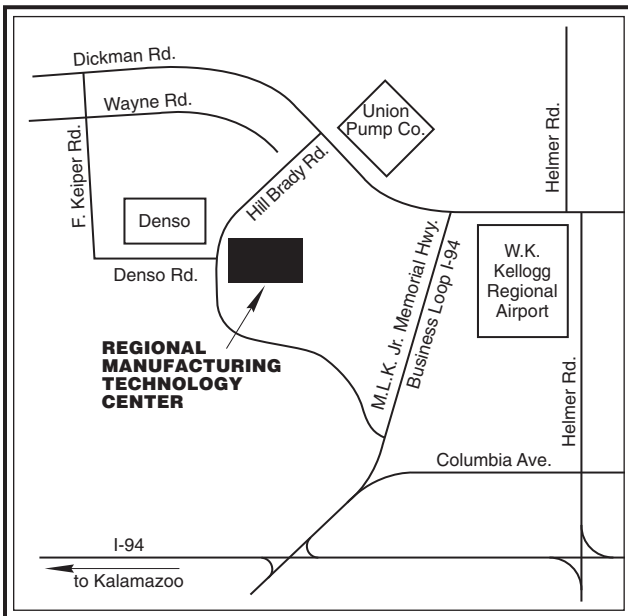 Dickman Rd.
Wayne Rd.
F. Keiper Rd.
Hill Brady Rd.
Union
Pump Co.
Helmer Rd.
Denso
Denso Rd.
M.L.K. Jr. Memorial Hwy.
Business Loop I-94
W.K.
Kellogg
Regional
Airport
REGIONAL
MANUFACTURING
TECHNOLOGY
CENTER
Helmer Rd.
Columbia Ave.
I-94
to Kalamazoo